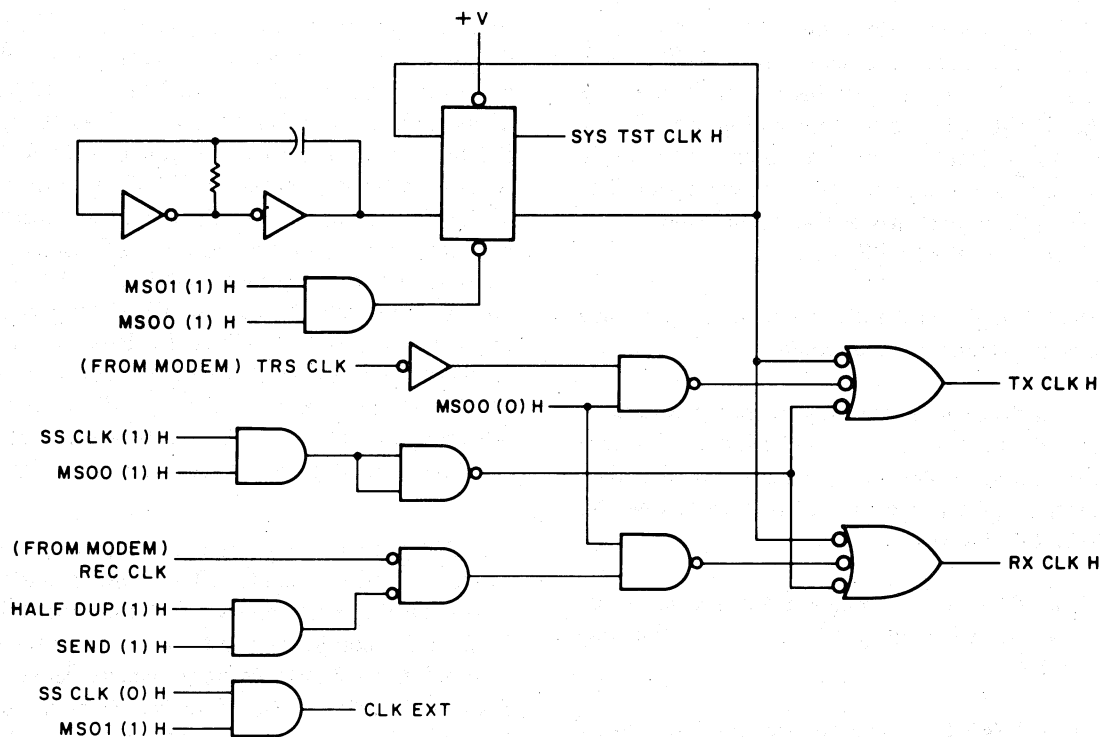 +V
SYS TST CLK H
MS01 (1) H
MS00 (1) H
(FROM MODEM) TRS CLK
MS00 (0) H
TX CLK H
SS CLK (1) H
MS00 (1) H
(FROM MODEM)
REC CLK
RX CLK H
HALF DUP (1) H
SEND (1) H
SS CLK (0) H
CLK EXT
MS01 (1) H